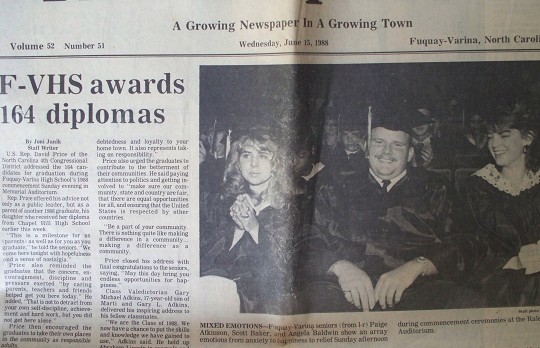 A Growing Newspaper In A Growing Town
Volume 52 Number 51
Wednesday, June 15, 1988
Fuquay-Varina, North Carol
F-VHS awards
164 diplomas
By Joni Jucik
Staff Writer
U.S. Rep. David Price of the
North Carolina 4th Congressional
District addressed the 164 can-
didates for graduation during
Fuquay-Varina High School's 1988
commencement Sunday evening in
Memorial Auditorium.
Rep. Price offered his advice not
only as a public leader, but as a
parent of another 1988 graduate, his
daughter who received her diploma
from Chapel Hill High School
earlier this week.
"This is a milestone for us
(parents) as well as for you as you
graduate," he told the seniors. "We
come here tonight with hopefulness
and a sense of nostalgia."
Price also reminded the
graduates that the concern, en-
couragement, discipline and
pressure exerted "by caring
parents, teachers and friends
helped get you here today." He
added, "That is not to detract from
your own self-discipline, achieve-
ment and hard work, but you did
not get here alone."
Price then encouraged the
graduates to take their own places
in the community as responsible
adults.
debtedness and loyalty to your
home town. It also represents tak-
ing on responsibility."
Price also urged the graduates to
contribute to the betterment of
their communities. He said paying
attention to politics and getting in-
volved to "make sure our com-
munity, state and country are fair,
that there are equal opportunities
for all, and ensuring that the United
States is respected by other
countries.
"Be a part of your community.
There is nothing quite like making
a difference in a community...
making a difference as a
community.
Price closed his address with
final congratulations to the seniors,
saying, "May this day bring you
endless opportunities for hap-
piness."
Class Valedictorian Gary
Michael Adkins, 17-year-old son of
Marti and Gary L. Adkins,
delivered his inspiring address to
his fellow classmates.
"We are the Class of 1988. We
now have a chance to put the skills
and knowledge we have gained to
use," Adkins said. He held up
Staff photo
MIXED EMOTIONS—Fuquay-Varina seniors (from l-r) Paige
Atkinson, Scott Baker, and Angela Baldwin show an array
of emotions from anxiety to happiness to relief Sunday afternoon
during commencement ceremonies at the Rale
Auditorium.